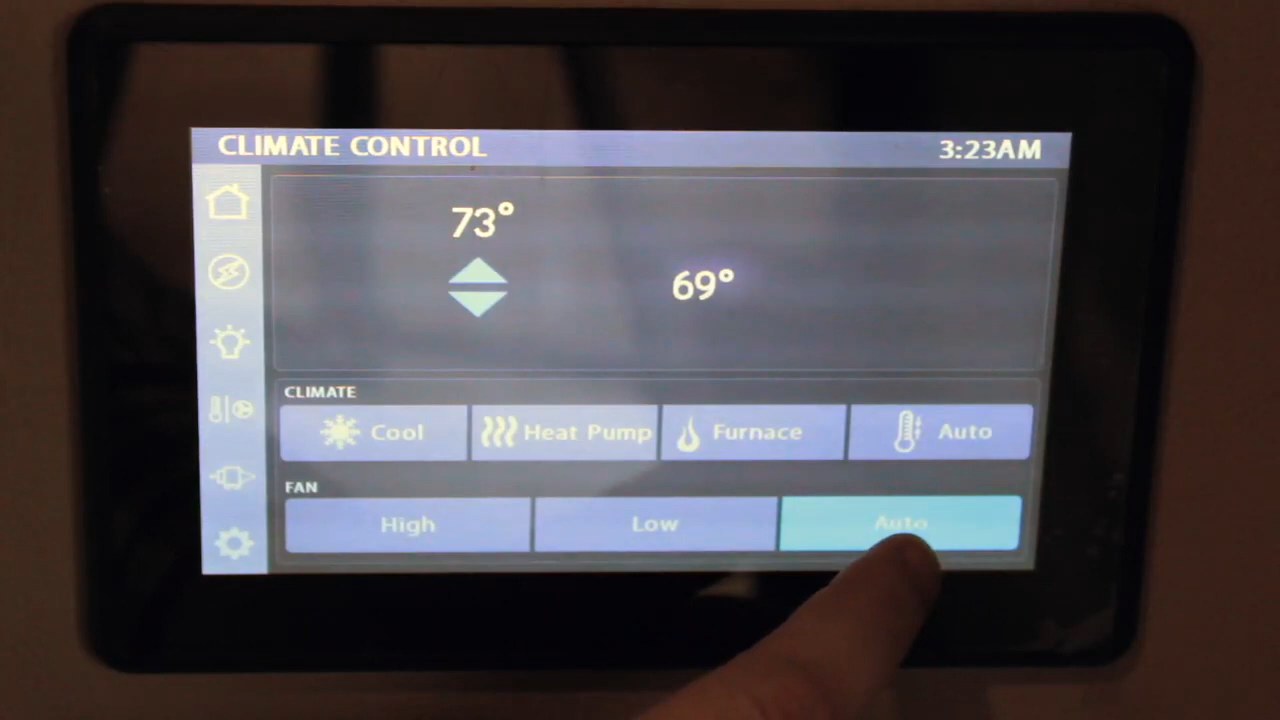 CLIMATE CONTROL 3:23AM
73°
69°
CLIMATE
Cool Heat Pump Furnace Auto
FAN
High Low Auto